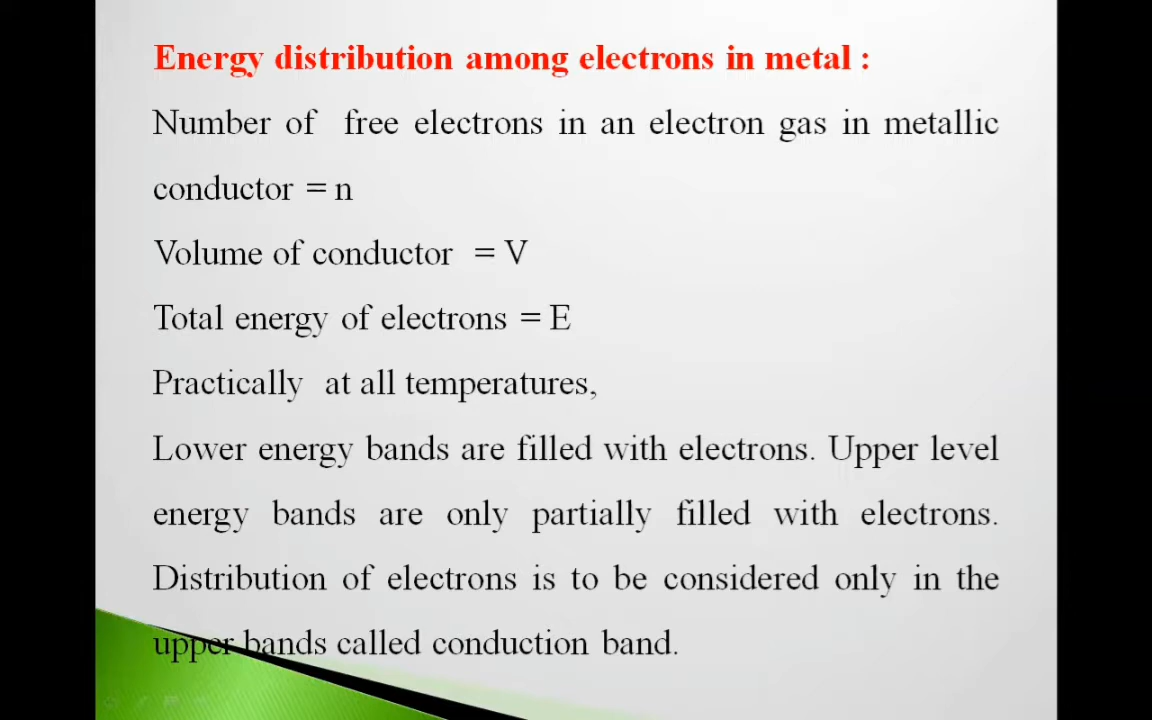 Energy distribution among electrons in metal :
Number of free electrons in an electron gas in metallic
conductor = n
Volume of conductor = V
Total energy of electrons = E
Practically at all temperatures,
Lower energy bands are filled with electrons. Upper level
energy bands are only partially filled with electrons.
Distribution of electrons is to be considered only in the
upper bands called conduction band.